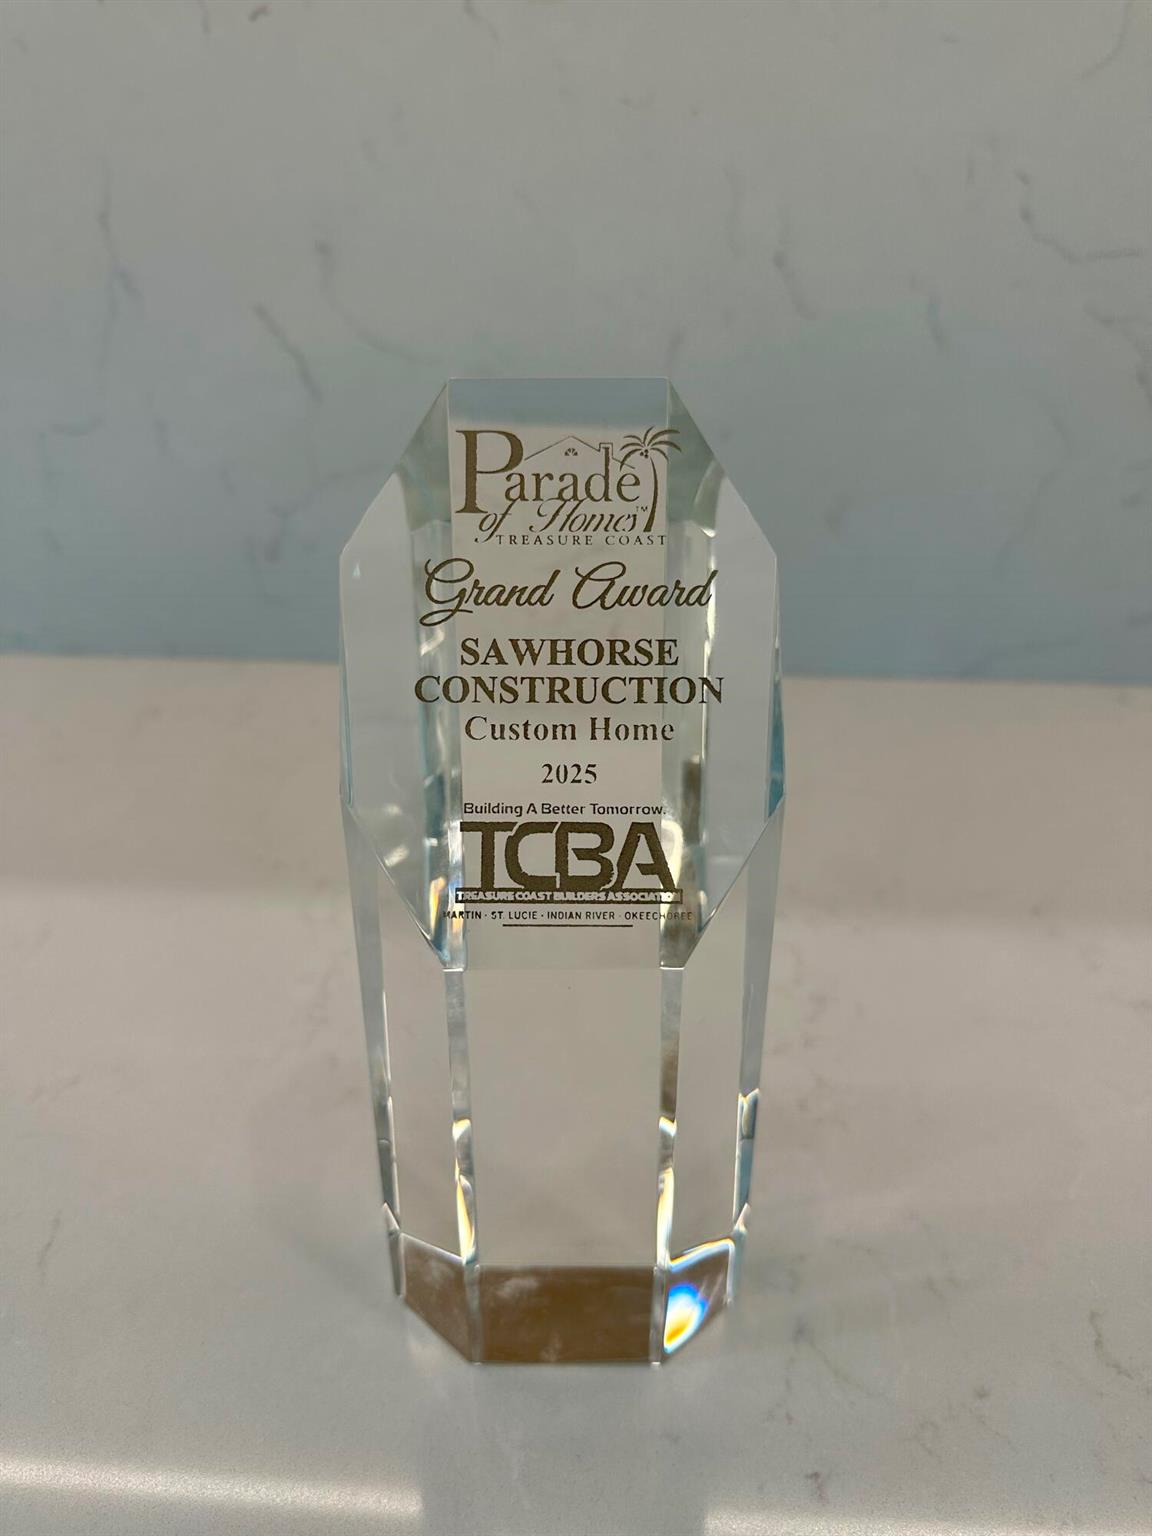 Parade
of Homes™
TREASURE COAST
Grand Award
SAWHORSE
CONSTRUCTION
Custom Home
2025
Building A Better Tomorrow.
TCBA
TREASURE COAST BUILDERS ASSOCIATION
MARTIN · ST. LUCIE · INDIAN RIVER · OKEECHOBEE